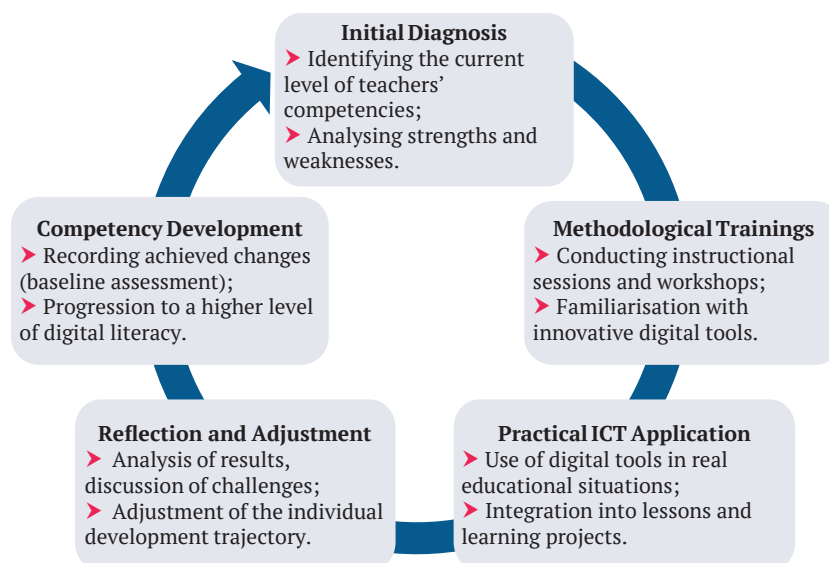 Initial Diagnosis
➤ Identifying the current
level of teachers’
competencies;
➤ Analysing strengths and
weaknesses.
Methodological Trainings
➤ Conducting instructional
sessions and workshops;
➤ Familiarisation with
innovative digital tools.
Practical ICT Application
➤ Use of digital tools in real
educational situations;
➤ Integration into lessons and
learning projects.
Reflection and Adjustment
➤ Analysis of results,
discussion of challenges;
➤ Adjustment of the individual
development trajectory.
Competency Development
➤ Recording achieved changes
(baseline assessment);
➤ Progression to a higher level
of digital literacy.